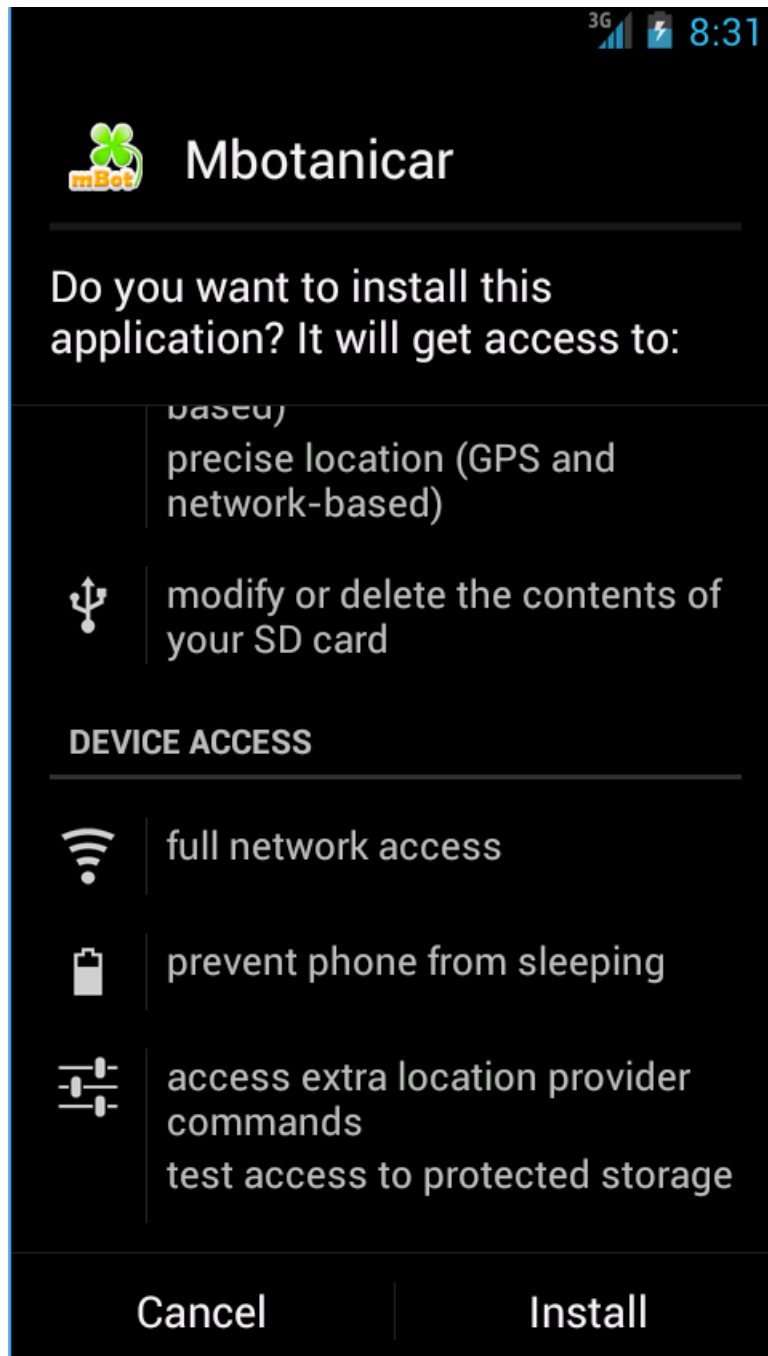 3G 8:31
mBot
Mbotanicar
Do you want to install this
application? It will get access to:
based)
precise location (GPS and
network-based)
modify or delete the contents of
your SD card
DEVICE ACCESS
full network access
prevent phone from sleeping
access extra location provider
commands
test access to protected storage
Cancel Install